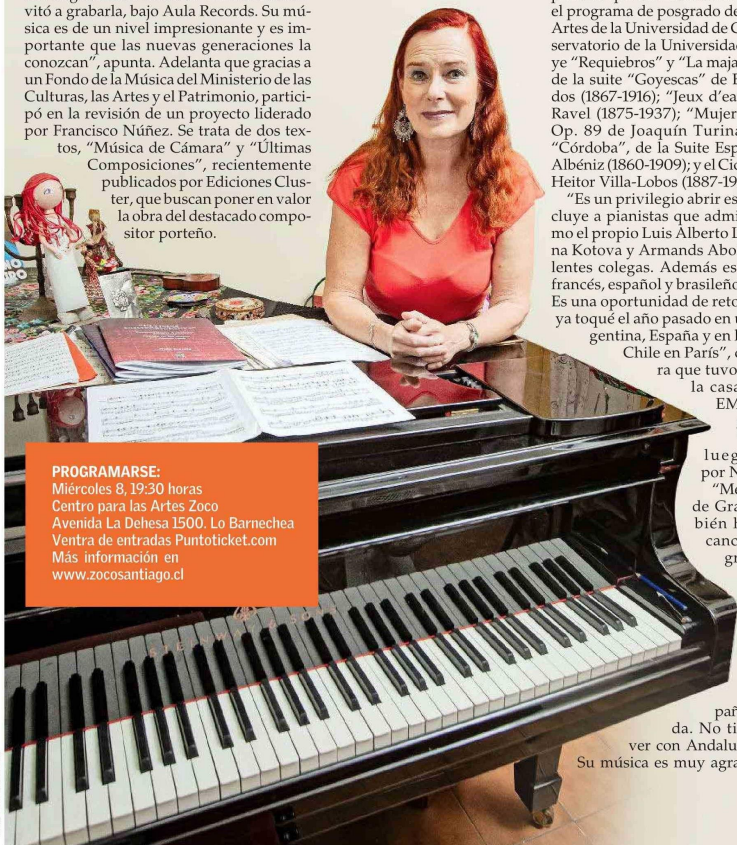 vitó a grabarla, bajo Aula Records. Su mú-
sica es de un nivel impresionante y es im-
portante que las nuevas generaciones la
conozcan", apunta. Adelanta que gracias a
un Fondo de la Música del Ministerio de las
Culturas, las Artes y el Patrimonio, partici-
pó en la revisión de un proyecto liderado
por Francisco Núñez. Se trata de dos tex-
tos, "Música de Cámara" y "Últimas
Composiciones", recientemente
publicados por Ediciones Clus-
ter, que buscan poner en valor
la obra del destacado compo-
sitor porteño.
PROGRAMARSE:
Miércoles 8, 19:30 horas
Centro para las Artes Zoco
Avenida La Dehesa 1500. Lo Barnechea
Ventra de entradas Puntoticket.com
Más información en
www.zocosantiago.cl
STEINWAY & SONS
el programa de posgrado de
Artes de la Universidad de C
servatorio de la Universidad
ye "Requiebros" y "La maja
de la suite "Goyescas" de E
dos (1867-1916); "Jeux d'ea
Ravel (1875-1937); "Mujer
Op. 89 de Joaquín Turina
"Córdoba", de la Suite Esp
Albéniz (1860-1909); y el Cic
Heitor Villa-Lobos (1887-19
"Es un privilegio abrir es
cluye a pianistas que admi
mo el propio Luis Alberto L
na Kotova y Armands Abo
lentes colegas. Además es
francés, español y brasileño
Es una oportunidad de reto
ya toqué el año pasado en u
gentina, España y en l
Chile en París", c
ra que tuvo
la casa
EM
lueg
por N
"Me
de Gra
bién h
canc
gr
pañ
da. No ti
ver con Andalu
Su música es muy agra